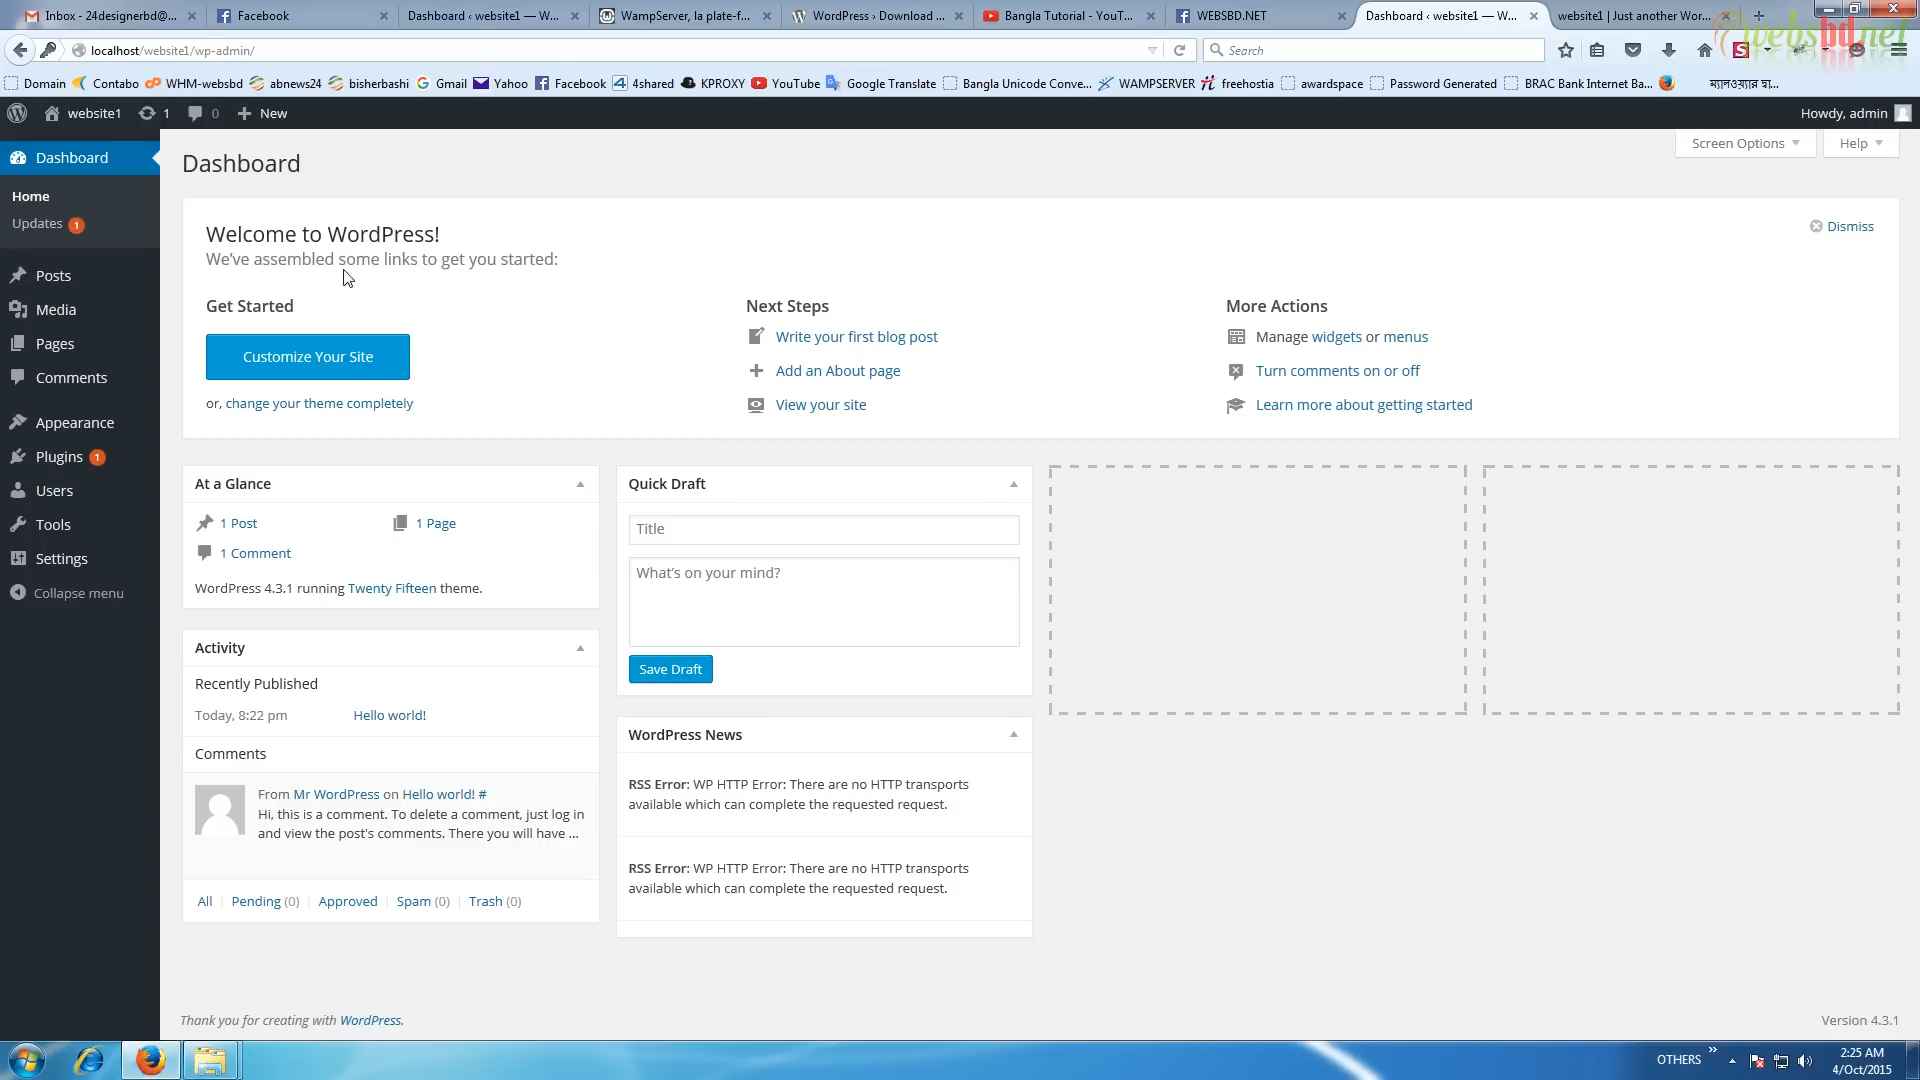 Inbox - 24designerbd@...
Facebook
Dashboard ‹ website1 — W...
WampServer, la plate-f...
WordPress › Download ...
Bangla Tutorial - YouT...
WEBSBD.NET
Dashboard ‹ website1 — W...
website1 | Just another Wor...
websbd.net
localhost/website1/wp-admin/
Search
Domain
Contabo
WHM-websbd
abnews24
bisherbashi
Gmail
Yahoo
Facebook
4shared
KPROXY
YouTube
Google Translate
Bangla Unicode Conve...
WAMPSERVER
freehostia
awardspace
Password Generated
BRAC Bank Internet Ba...
website1
1
0
New
Howdy, admin
Dashboard
Home
Updates 1
Posts
Media
Pages
Comments
Appearance
Plugins 1
Users
Tools
Settings
Collapse menu
Dashboard
Screen Options
Help
Welcome to WordPress!
We've assembled some links to get you started:
Dismiss
Get Started
Customize Your Site
or, change your theme completely
Next Steps
Write your first blog post
Add an About page
View your site
More Actions
Manage widgets or menus
Turn comments on or off
Learn more about getting started
At a Glance
1 Post
1 Page
1 Comment
WordPress 4.3.1 running Twenty Fifteen theme.
Activity
Recently Published
Today, 8:22 pm
Hello world!
Comments
From Mr WordPress on Hello world! #
Hi, this is a comment. To delete a comment, just log in
and view the post's comments. There you will have ...
All | Pending (0) | Approved | Spam (0) | Trash (0)
Quick Draft
Title
What's on your mind?
Save Draft
WordPress News
RSS Error: WP HTTP Error: There are no HTTP transports
available which can complete the requested request.
RSS Error: WP HTTP Error: There are no HTTP transports
available which can complete the requested request.
Thank you for creating with WordPress.
Version 4.3.1
OTHERS
2:25 AM
4/Oct/2015